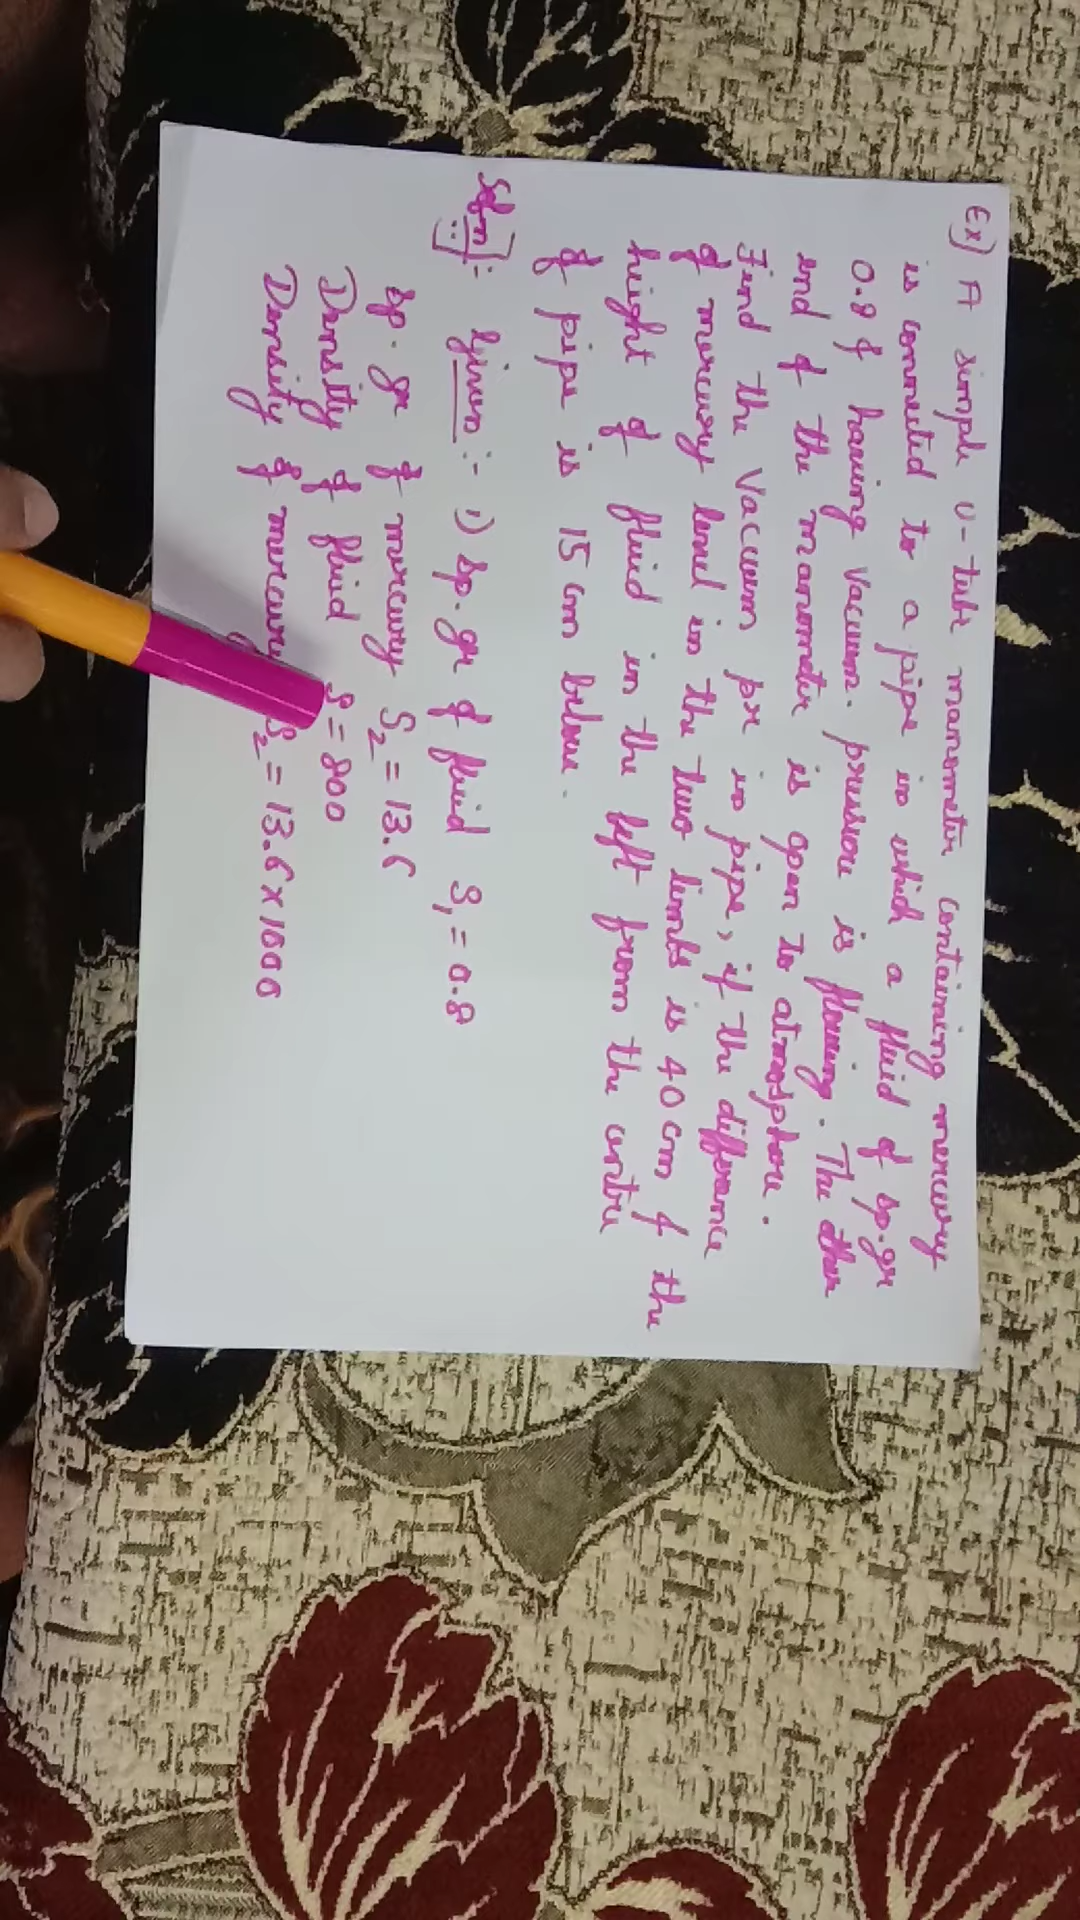 Ex) A simple U-tube manometer containing mercury
is connected to a pipe in which a fluid of sp.gr
0.8 & having vacuum pressure is flowing. The other
end of the manometer is open to atmosphere.
Find the vacuum pr in pipe, if the difference
of mercury level in the two limbs is 40 cm & the
height of fluid in the left from the centre
of pipe is 15 cm below.
Soln :- given :- 1) sp.gr of fluid S1 = 0.8
sp.gr of mercury S2 = 13.6
Density of fluid ρ = 800
Density of mercury ρ2 = 13.6 × 1000